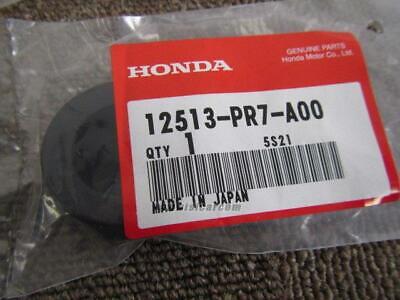 GENUINE PARTS
Honda Motor Co., Ltd.
HONDA
12513-PR7-A00
QTY 1 5S21
MADE IN JAPAN